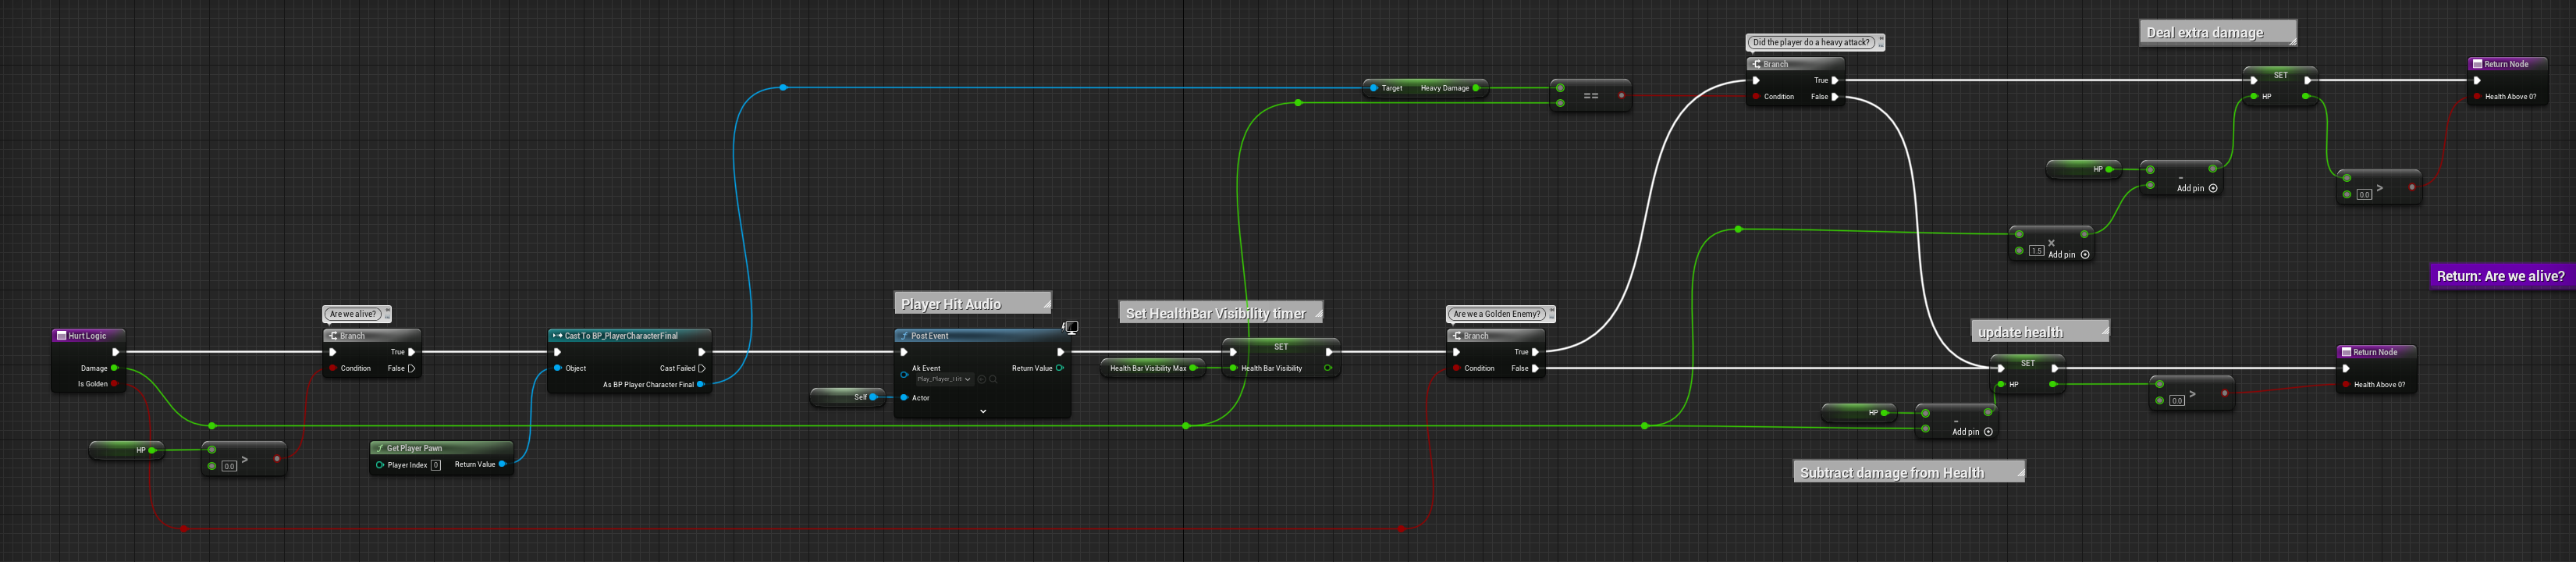 Deal extra damage
Did the player do a heavy attack?
Branch
True
Condition
False
Return Node
Health Above 0?
SET
HP
Target
Heavy Damage
==
HP
-
Add pin
0.0
>
x
1.5
Add pin
Return: Are we alive?
Are we alive?
Player Hit Audio
Set HealthBar Visibility timer
Are we a Golden Enemy?
update health
Hurt Logic
Damage
Is Golden
Branch
True
Condition
False
Cast To BP_PlayerCharacterFinal
Object
Cast Failed
As BP Player Character Final
Post Event
Ak Event
Return Value
Play_Player_Hit
Actor
Self
Health Bar Visibility Max
SET
Health Bar Visibility
Branch
True
Condition
False
SET
HP
Return Node
Health Above 0?
0.0
>
HP
-
Add pin
HP
0.0
>
Get Player Pawn
Player Index
0
Return Value
Subtract damage from Health